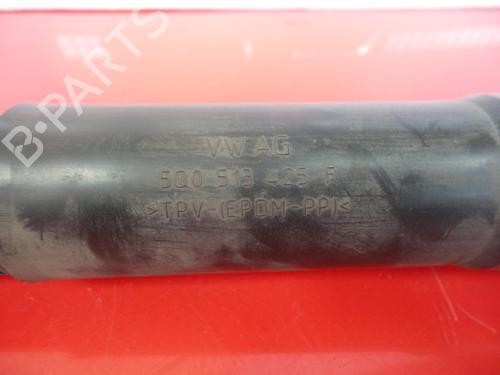 VW AG
5Q0 513 425 F
>TPV-(EPDM-PP)<
B-Parts